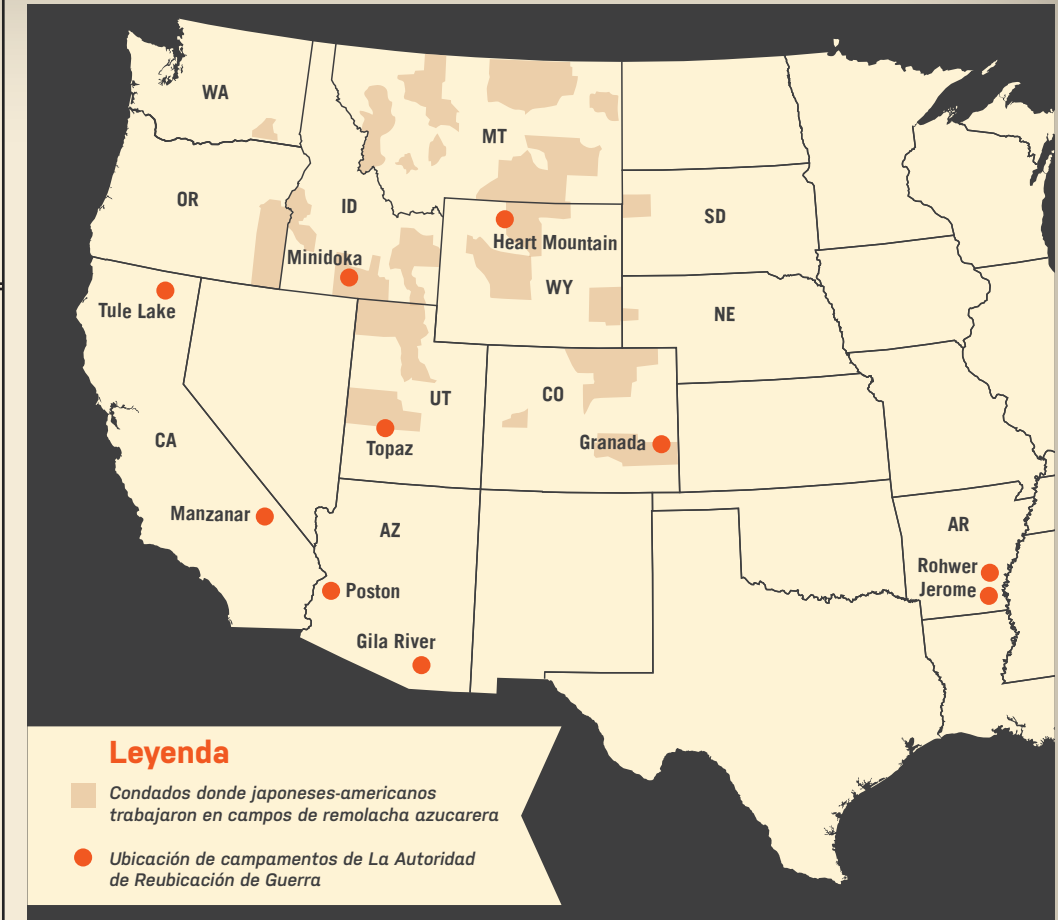 WA
MT
OR
ID
SD
Heart Mountain
Minidoka
WY
Tule Lake
NE
UT
CO
CA
Topaz
Granada
Manzanar
AZ
AR
Poston
Rohwer
Jerome
Gila River
Leyenda
Condados donde japoneses-americanos
trabajaron en campos de remolacha azucarera
Ubicación de campamentos de La Autoridad
de Reubicación de Guerra